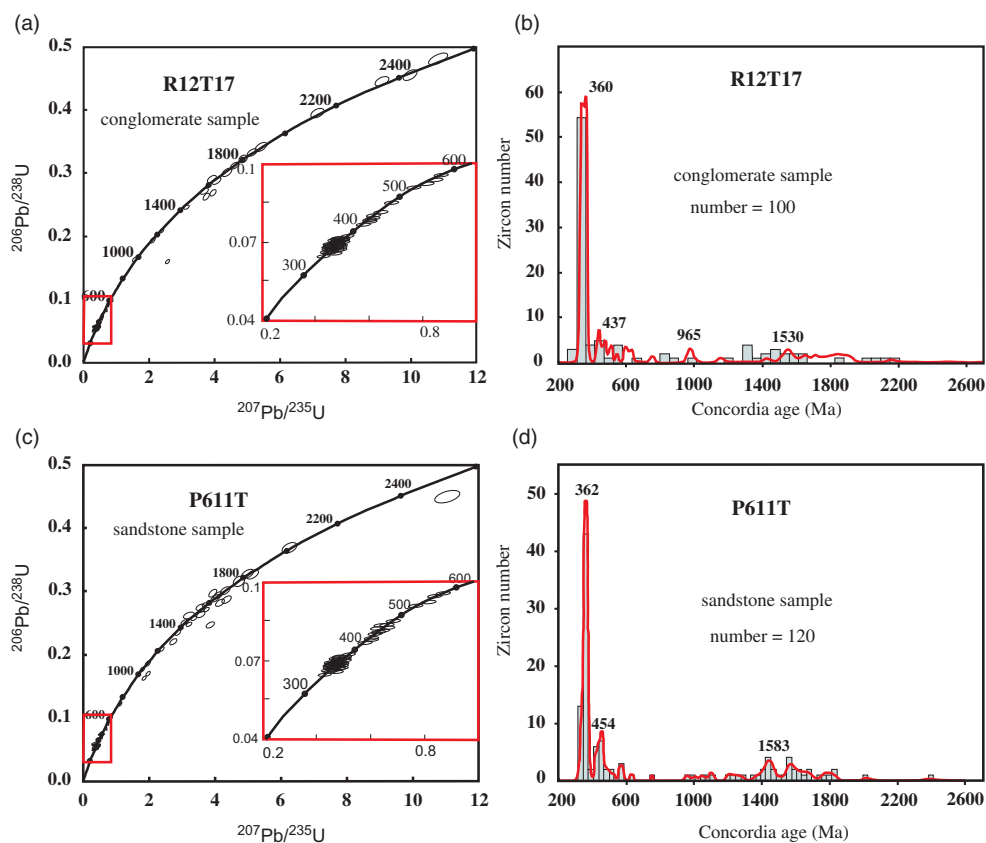 (a)
R12T17
conglomerate sample
0.5
0.4
0.3
0.2
0.1
0.0
206Pb/238U
600
1000
1400
1800
2200
2400
0.1
0.07
0.04
300
400
500
600
0.2
0.8
0 2 4 6 8 10 12
207Pb/235U
(b)
R12T17
360
conglomerate sample
number = 100
Zircon number
60
50
40
30
20
10
0
437
965
1530
200 600 1000 1400 1800 2200 2600
Concordia age (Ma)
(c)
P611T
sandstone sample
0.5
0.4
0.3
0.2
0.1
0.0
206Pb/238U
600
1000
1400
1800
2200
2400
0.1
0.07
0.04
300
400
500
600
0.2
0.8
0 2 4 6 8 10 12
207Pb/235U
(d)
362
P611T
sandstone sample
number = 120
Zircon number
50
40
30
20
10
0
454
1583
200 600 1000 1400 1800 2200 2600
Concordia age (Ma)